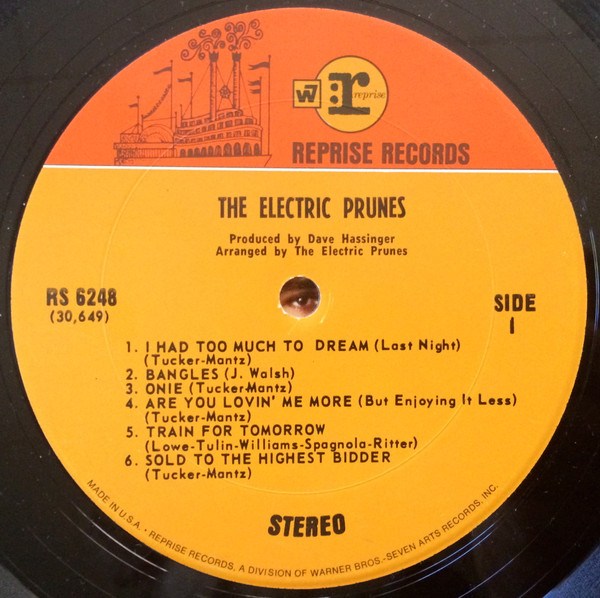 W7 r reprise
REPRISE RECORDS
THE ELECTRIC PRUNES
Produced by Dave Hassinger
Arranged by The Electric Prunes
RS 6248
(30,649)
SIDE
1
1. I HAD TOO MUCH TO DREAM (Last Night)
(Tucker-Mantz)
2. BANGLES (J. Walsh)
3. ONIE (Tucker-Mantz)
4. ARE YOU LOVIN' ME MORE (But Enjoying It Less)
(Tucker-Mantz)
5. TRAIN FOR TOMORROW
(Lowe-Tulin-Williams-Spagnola-Ritter)
6. SOLD TO THE HIGHEST BIDDER
(Tucker-Mantz)
STEREO
MADE IN U.S.A. • REPRISE RECORDS, A DIVISION OF WARNER BROS.-SEVEN ARTS RECORDS, INC.